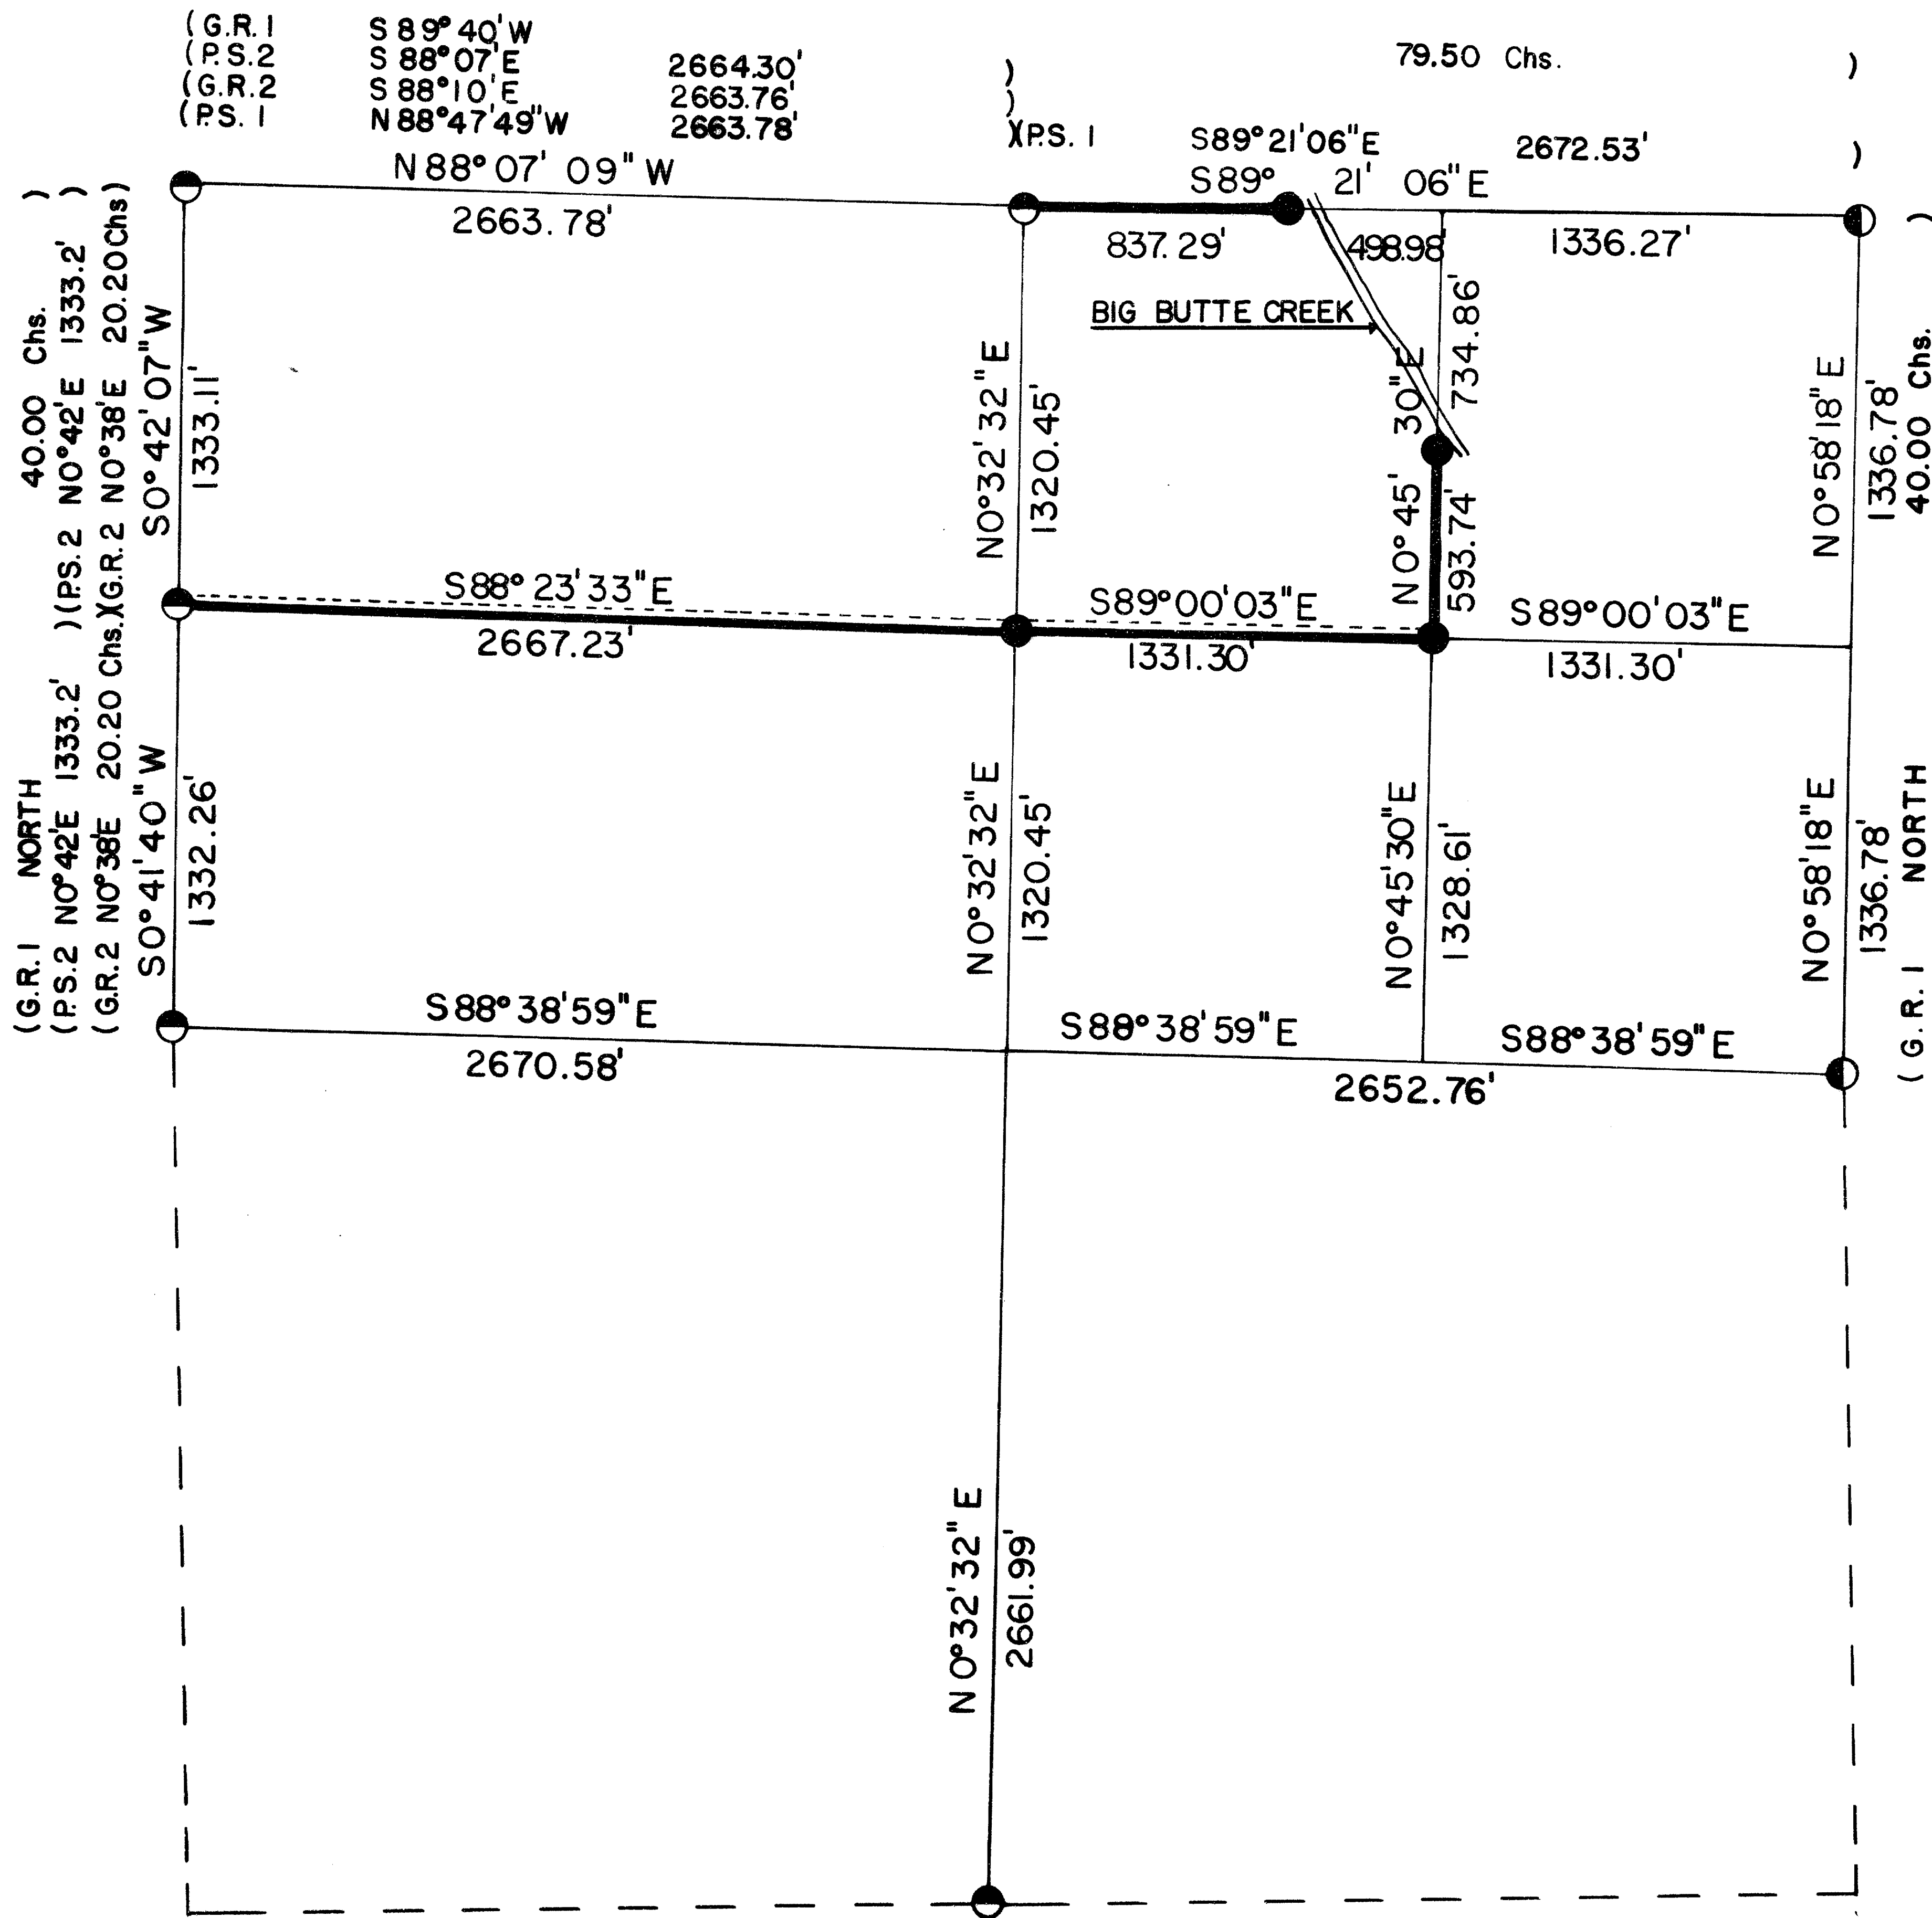 (G.R.1 S89°40'W 79.50 Chs. )
(P.S.2 S88°07'E 2664.30' )
(G.R.2 S88°10'E 2663.76' )
(P.S.1 N88°47'49"W 2663.78' )(P.S.1 S89°21'06"E 2672.53' )
N88°07'09"W
2663.78'
S89° 21' 06"E
837.29'
498.98'
1336.27'
BIG BUTTE CREEK
(G.R.1 NORTH 40.00 Chs. )
(P.S.2 N0°42'E 1333.2' )(P.S.2 N0°42'E 1333.2' )
(G.R.2 N0°38'E 20.20 Chs.)(G.R.2 N0°38'E 20.20Chs)
S0°42'07"W
1333.11'
N0°32'32"E
1320.45'
N0°45' 30"E
734.86'
593.74'
N0°58'18"E
1336.78'
(G.R.1 NORTH 40.00 Chs. )
S88°23'33"E
2667.23'
S89°00'03"E
1331.30'
S89°00'03"E
1331.30'
S0°41'40"W
1332.26'
N0°32'32"E
1320.45'
N0°45'30"E
1328.61'
N0°58'18"E
1336.78'
S88°38'59"E
2670.58'
S88°38'59"E
S88°38'59"E
2652.76'
N0°32'32"E
2661.99'